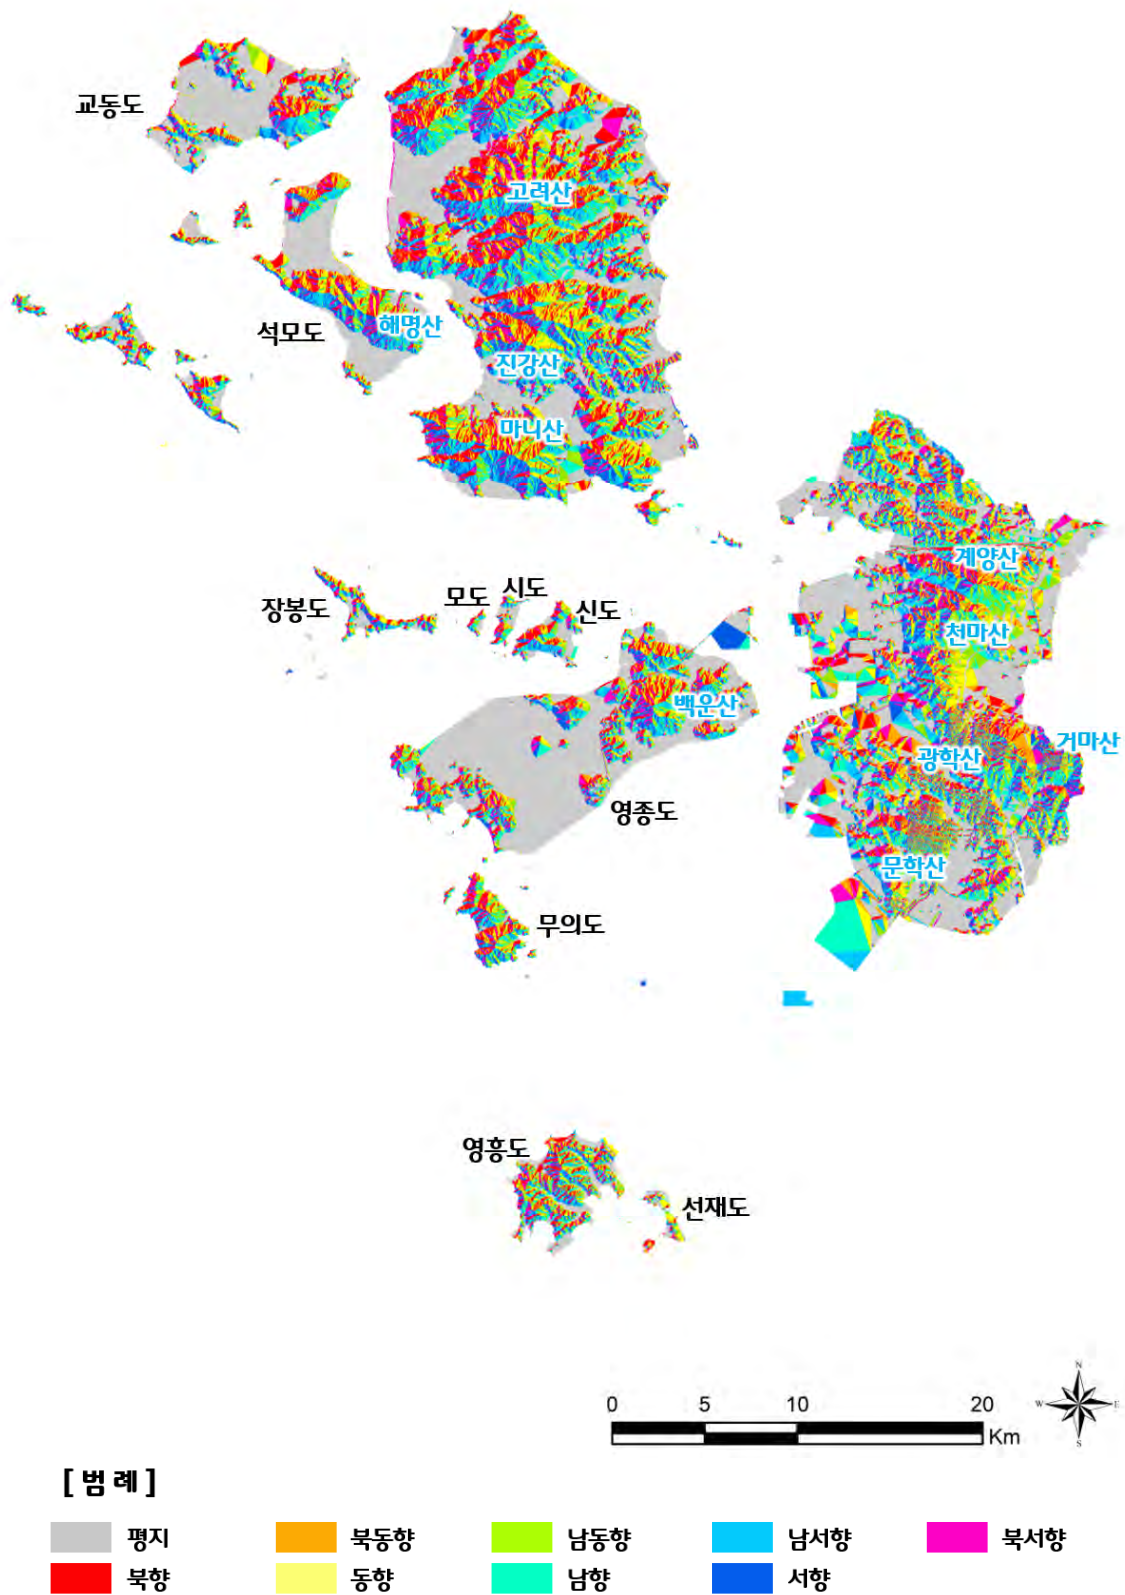 교동도
고려산
석모도
해명산
진강산
마니산
계양산
장봉도
모도
시도
신도
천마산
백운산
거마산
광학산
영종도
문학산
무의도
영흥도
선재도
0 5 10 20
Km
N
W E
S
[ 범 례 ]
평지 북동향 남동향 남서향 북서향
북향 동향 남향 서향